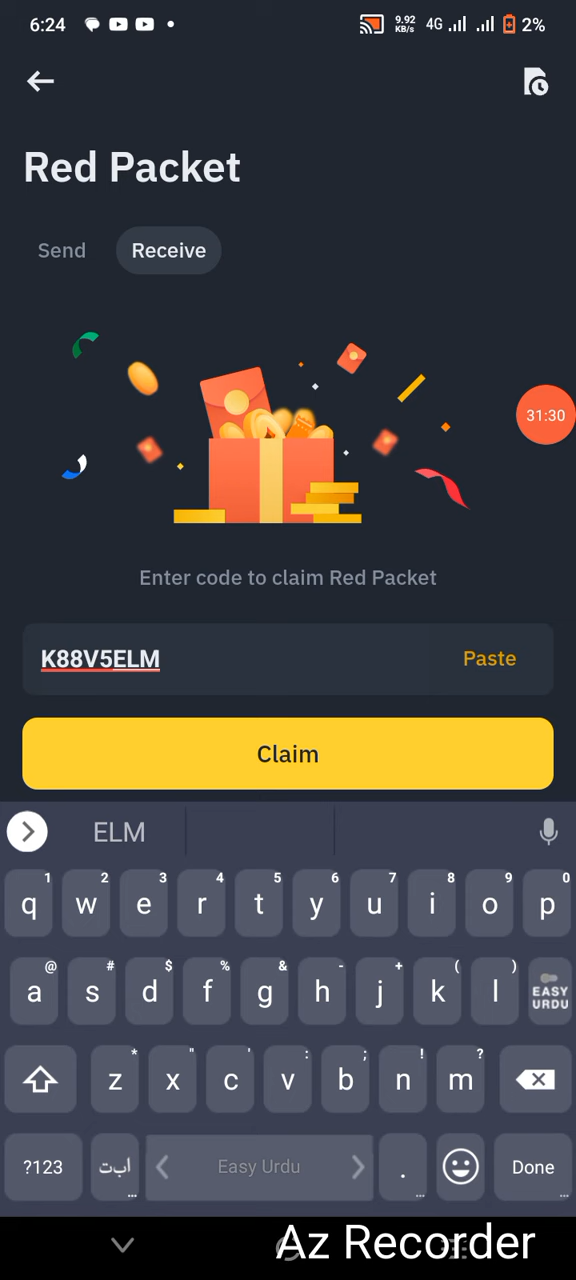 6:24 9.92 KB/s 4G 2%
Red Packet
Send Receive
31:30
Enter code to claim Red Packet
K88V5ELM Paste
Claim
ELM
1 2 3 4 5 6 7 8 9 0
q w e r t y u i o p
@ # $ % & - + ( )
a s d f g h j k l EASY URDU
* " ' : ; ! ?
z x c v b n m
?123 ابت ... Easy Urdu . ... Done ...
Az Recorder